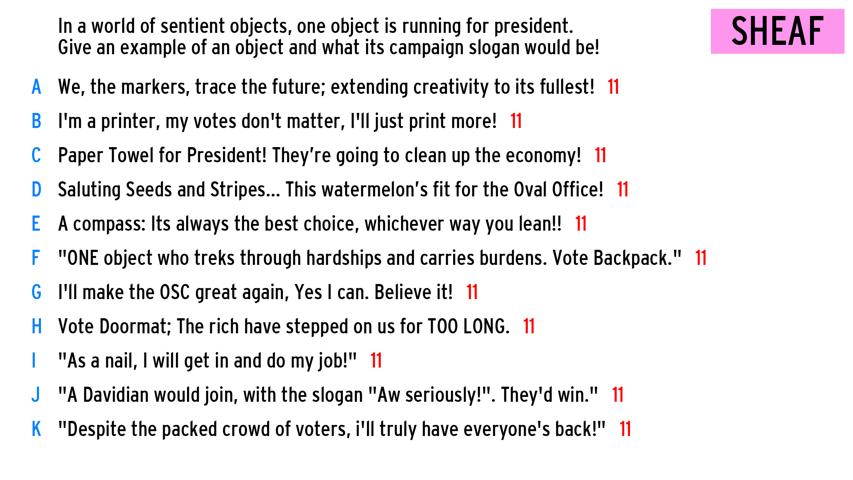 In a world of sentient objects, one object is running for president.
Give an example of an object and what its campaign slogan would be!
SHEAF
A We, the markers, trace the future; extending creativity to its fullest! 11
B I'm a printer, my votes don't matter, I'll just print more! 11
C Paper Towel for President! They’re going to clean up the economy! 11
D Saluting Seeds and Stripes... This watermelon’s fit for the Oval Office! 11
E A compass: Its always the best choice, whichever way you lean!! 11
F "ONE object who treks through hardships and carries burdens. Vote Backpack." 11
G I'll make the OSC great again, Yes I can. Believe it! 11
H Vote Doormat; The rich have stepped on us for TOO LONG. 11
I "As a nail, I will get in and do my job!" 11
J "A Davidian would join, with the slogan "Aw seriously!". They'd win." 11
K "Despite the packed crowd of voters, i'll truly have everyone's back!" 11